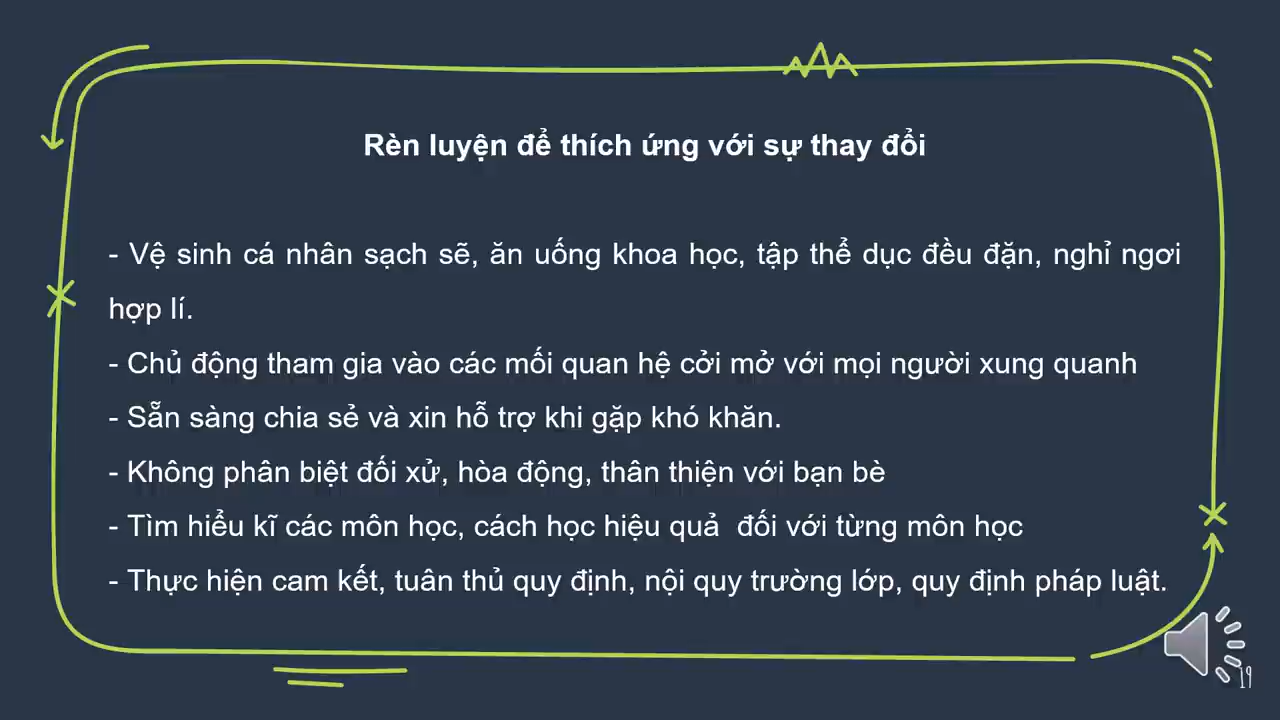 Rèn luyện để thích ứng với sự thay đổi
- Vệ sinh cá nhân sạch sẽ, ăn uống khoa học, tập thể dục đều đặn, nghỉ ngơi
hợp lí.
- Chủ động tham gia vào các mối quan hệ cởi mở với mọi người xung quanh
- Sẵn sàng chia sẻ và xin hỗ trợ khi gặp khó khăn.
- Không phân biệt đối xử, hòa động, thân thiện với bạn bè
- Tìm hiểu kĩ các môn học, cách học hiệu quả  đối với từng môn học
- Thực hiện cam kết, tuân thủ quy định, nội quy trường lớp, quy định pháp luật.
19